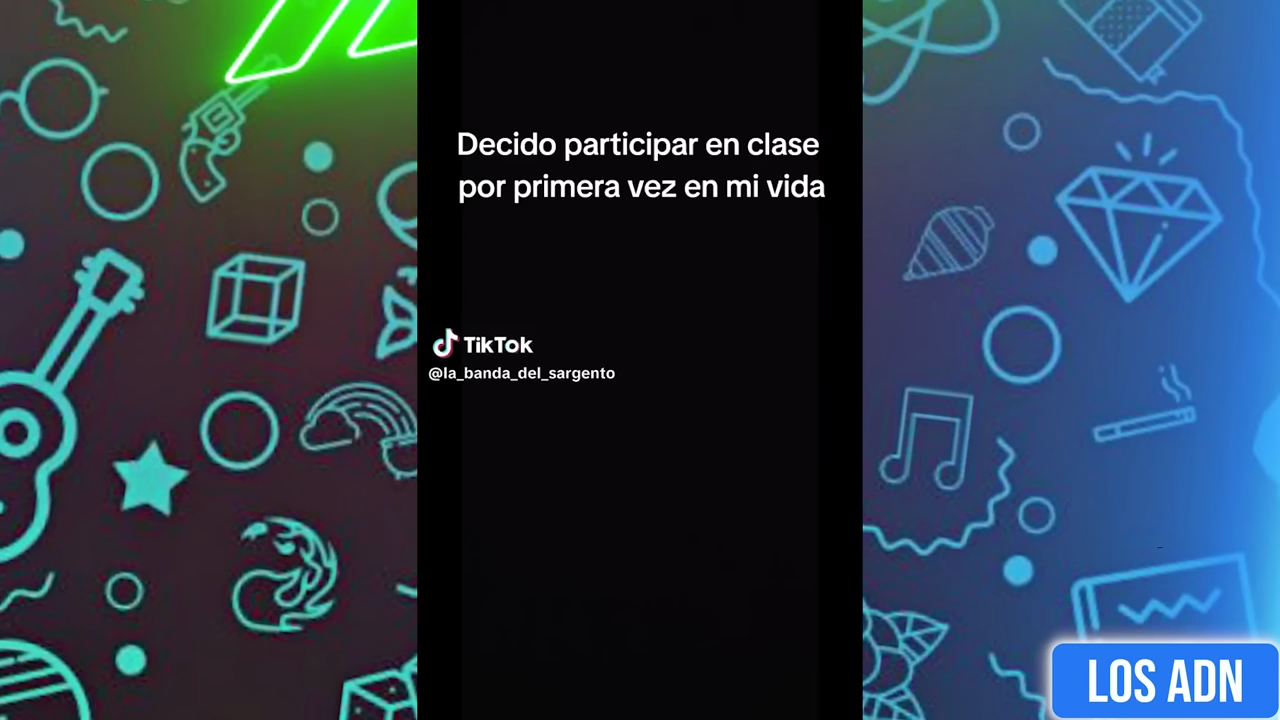 Decido participar en clase
por primera vez en mi vida
TikTok
@la_banda_del_sargento
LOS ADN